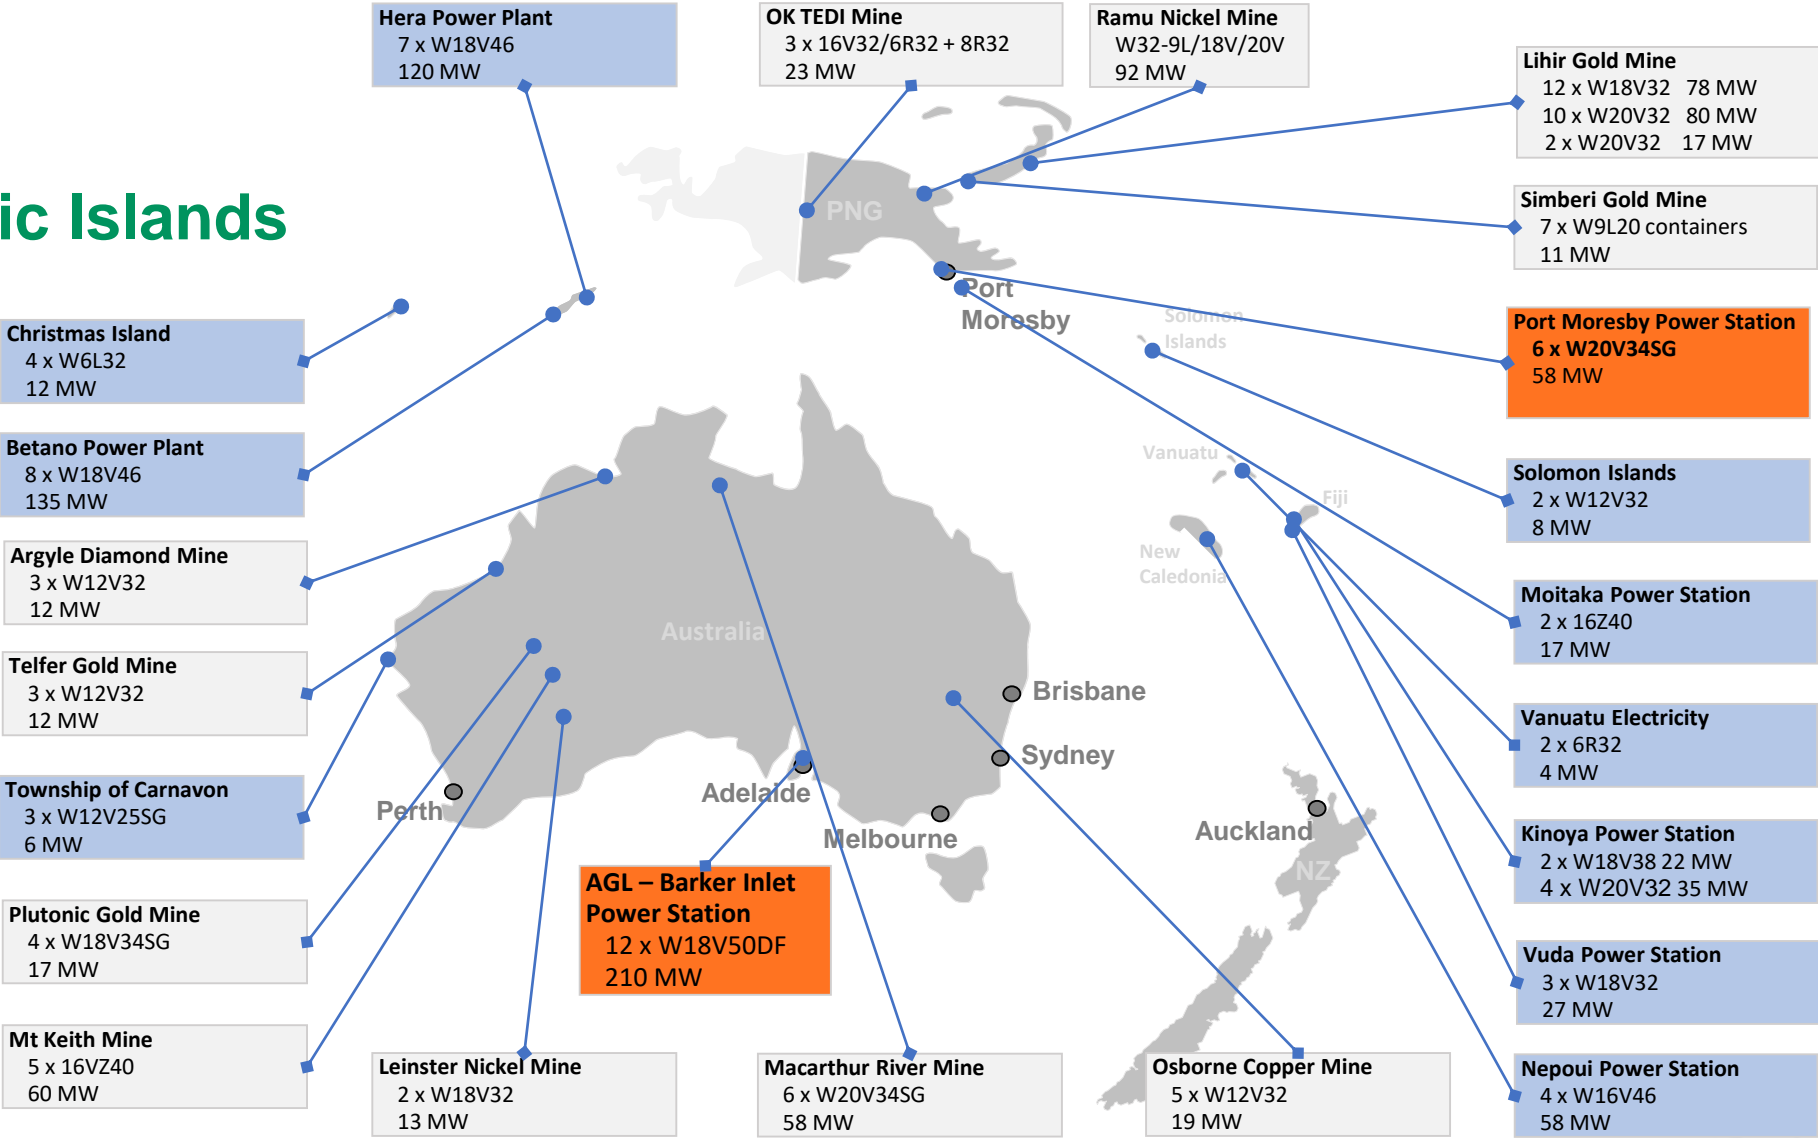 Hera Power Plant
7 x W18V46
120 MW
OK TEDI Mine
3 x 16V32/6R32 + 8R32
23 MW
Ramu Nickel Mine
W32-9L/18V/20V
92 MW
Lihir Gold Mine
12 x W18V32 78 MW
10 x W20V32 80 MW
2 x W20V32 17 MW
ic Islands
PNG
Simberi Gold Mine
7 x W9L20 containers
11 MW
Port
Moresby
Christmas Island
4 x W6L32
12 MW
Solomon
Islands
Port Moresby Power Station
6 x W20V34SG
58 MW
Betano Power Plant
8 x W18V46
135 MW
Vanuatu
Fiji
New
Caledonia
Solomon Islands
2 x W12V32
8 MW
Argyle Diamond Mine
3 x W12V32
12 MW
Moitaka Power Station
2 x 16Z40
17 MW
Australia
Telfer Gold Mine
3 x W12V32
12 MW
Brisbane
Vanuatu Electricity
2 x 6R32
4 MW
Sydney
Township of Carnavon
3 x W12V25SG
6 MW
Perth
Adelaide
Melbourne
Auckland
NZ
Kinoya Power Station
2 x W18V38 22 MW
4 x W20V32 35 MW
AGL – Barker Inlet
Power Station
12 x W18V50DF
210 MW
Plutonic Gold Mine
4 x W18V34SG
17 MW
Vuda Power Station
3 x W18V32
27 MW
Mt Keith Mine
5 x 16VZ40
60 MW
Leinster Nickel Mine
2 x W18V32
13 MW
Macarthur River Mine
6 x W20V34SG
58 MW
Osborne Copper Mine
5 x W12V32
19 MW
Nepoui Power Station
4 x W16V46
58 MW